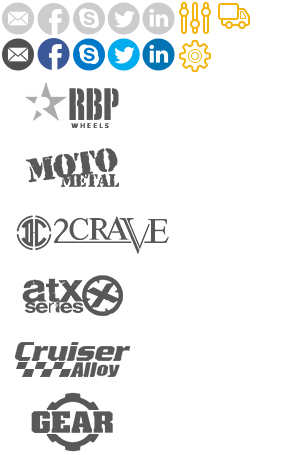 RBP
WHEELS
MOTO
METAL
2CRAVE
atx
series
Cruiser
Alloy
GEAR